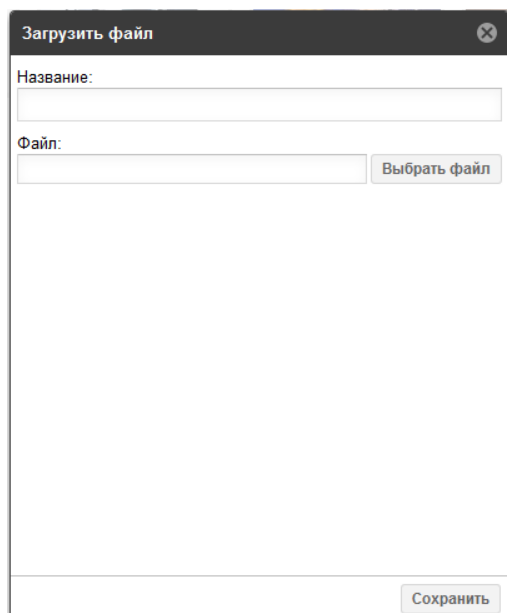 Загрузить файл
Название:
Файл:
Выбрать файл
Сохранить